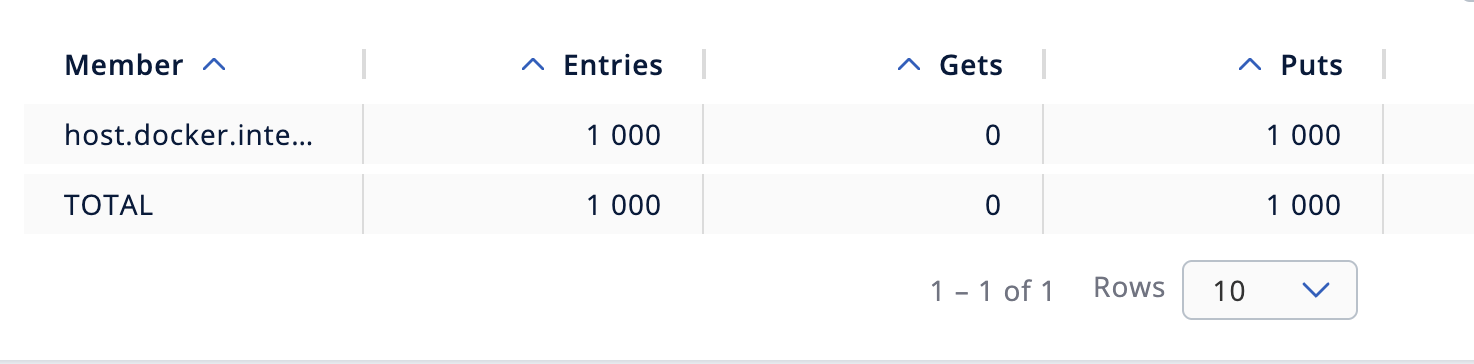 Member Entries Gets Puts
host.docker.inte... 1 000 0 1 000
TOTAL 1 000 0 1 000
1 – 1 of 1 Rows 10